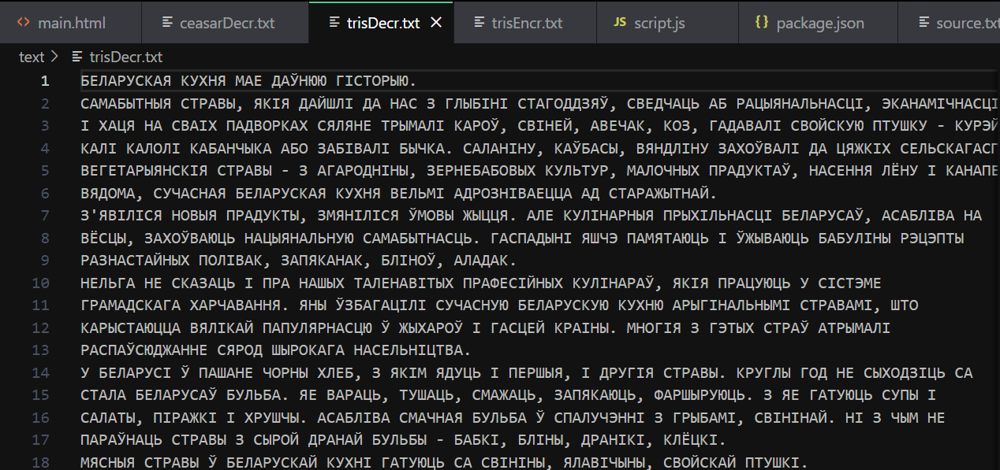 main.html ceasarDecr.txt trisDecr.txt trisEncr.txt JS script.js {} package.json source.txt
text > trisDecr.txt
1 БЕЛАРУСКАЯ КУХНЯ МАЕ ДАЎНЮЮ ГІСТОРЫЮ.
2 САМАБЫТНЫЯ СТРАВЫ, ЯКІЯ ДАЙШЛІ ДА НАС З ГЛЫБІНІ СТАГОДДЗЯЎ, СВЕДЧАЦЬ АБ РАЦЫЯНАЛЬНАСЦІ, ЭКАНАМІЧНАСЦІ
3 І ХАЦЯ НА СВАІХ ПАДВОРКАХ СЯЛЯНЕ ТРЫМАЛІ КАРОЎ, СВІНЕЙ, АВЕЧАК, КОЗ, ГАДАВАЛІ СВОЙСКУЮ ПТУШКУ - КУРЭЙ
4 КАЛІ КАЛОЛІ КАБАНЧЫКА АБО ЗАБІВАЛІ БЫЧКА. САЛАНІНУ, КАЎБАСЫ, ВЯНДЛІНУ ЗАХОЎВАЛІ ДА ЦЯЖКІХ СЕЛЬСКАГАСП
5 ВЕГЕТАРЫЯНСКІЯ СТРАВЫ - З АГАРОДНІНЫ, ЗЕРНЕБАБОВЫХ КУЛЬТУР, МАЛОЧНЫХ ПРАДУКТАЎ, НАСЕННЯ ЛЁНУ І КАНАПЕ
6 ВЯДОМА, СУЧАСНАЯ БЕЛАРУСКАЯ КУХНЯ ВЕЛЬМІ АДРОЗНІВАЕЦЦА АД СТАРАЖЫТНАЙ.
7 З'ЯВІЛІСЯ НОВЫЯ ПРАДУКТЫ, ЗМЯНІЛІСЯ ЎМОВЫ ЖЫЦЦЯ. АЛЕ КУЛІНАРНЫЯ ПРЫХІЛЬНАСЦІ БЕЛАРУСАЎ, АСАБЛІВА НА
8 ВЁСЦЫ, ЗАХОЎВАЮЦЬ НАЦЫЯНАЛЬНУЮ САМАБЫТНАСЦЬ. ГАСПАДЫНІ ЯШЧЭ ПАМЯТАЮЦЬ І ЎЖЫВАЮЦЬ БАБУЛІНЫ РЭЦЭПТЫ
9 РАЗНАСТАЙНЫХ ПОЛІВАК, ЗАПЯКАНАК, БЛІНОЎ, АЛАДАК.
10 НЕЛЬГА НЕ СКАЗАЦЬ І ПРА НАШЫХ ТАЛЕНАВІТЫХ ПРАФЕСІЙНЫХ КУЛІНАРАЎ, ЯКІЯ ПРАЦУЮЦЬ У СІСТЭМЕ
11 ГРАМАДСКАГА ХАРЧАВАННЯ. ЯНЫ ЎЗБАГАЦІЛІ СУЧАСНУЮ БЕЛАРУСКУЮ КУХНЮ АРЫГІНАЛЬНЫМІ СТРАВАМІ, ШТО
12 КАРЫСТАЮЦЦА ВЯЛІКАЙ ПАПУЛЯРНАСЦЮ Ў ЖЫХАРОЎ І ГАСЦЕЙ КРАІНЫ. МНОГІЯ З ГЭТЫХ СТРАЎ АТРЫМАЛІ
13 РАСПАЎСЮДЖАННЕ СЯРОД ШЫРОКАГА НАСЕЛЬНІЦТВА.
14 У БЕЛАРУСІ Ў ПАШАНЕ ЧОРНЫ ХЛЕБ, З ЯКІМ ЯДУЦЬ І ПЕРШЫЯ, І ДРУГІЯ СТРАВЫ. КРУГЛЫ ГОД НЕ СЫХОДЗІЦЬ СА
15 СТАЛА БЕЛАРУСАЎ БУЛЬБА. ЯЕ ВАРАЦЬ, ТУШАЦЬ, СМАЖАЦЬ, ЗАПЯКАЮЦЬ, ФАРШЫРУЮЦЬ. З ЯЕ ГАТУЮЦЬ СУПЫ І
16 САЛАТЫ, ПІРАЖКІ І ХРУШЧЫ. АСАБЛІВА СМАЧНАЯ БУЛЬБА Ў СПАЛУЧЭННІ З ГРЫБАМІ, СВІНІНАЙ. НІ З ЧЫМ НЕ
17 ПАРАЎНАЦЬ СТРАВЫ З СЫРОЙ ДРАНАЙ БУЛЬБЫ - БАБКІ, БЛІНЫ, ДРАНІКІ, КЛЁЦКІ.
18 МЯСНЫЯ СТРАВЫ Ў БЕЛАРУСКАЙ КУХНІ ГАТУЮЦЬ СА СВІНІНЫ, ЯЛАВІЧЫНЫ, СВОЙСКАЙ ПТУШКІ.